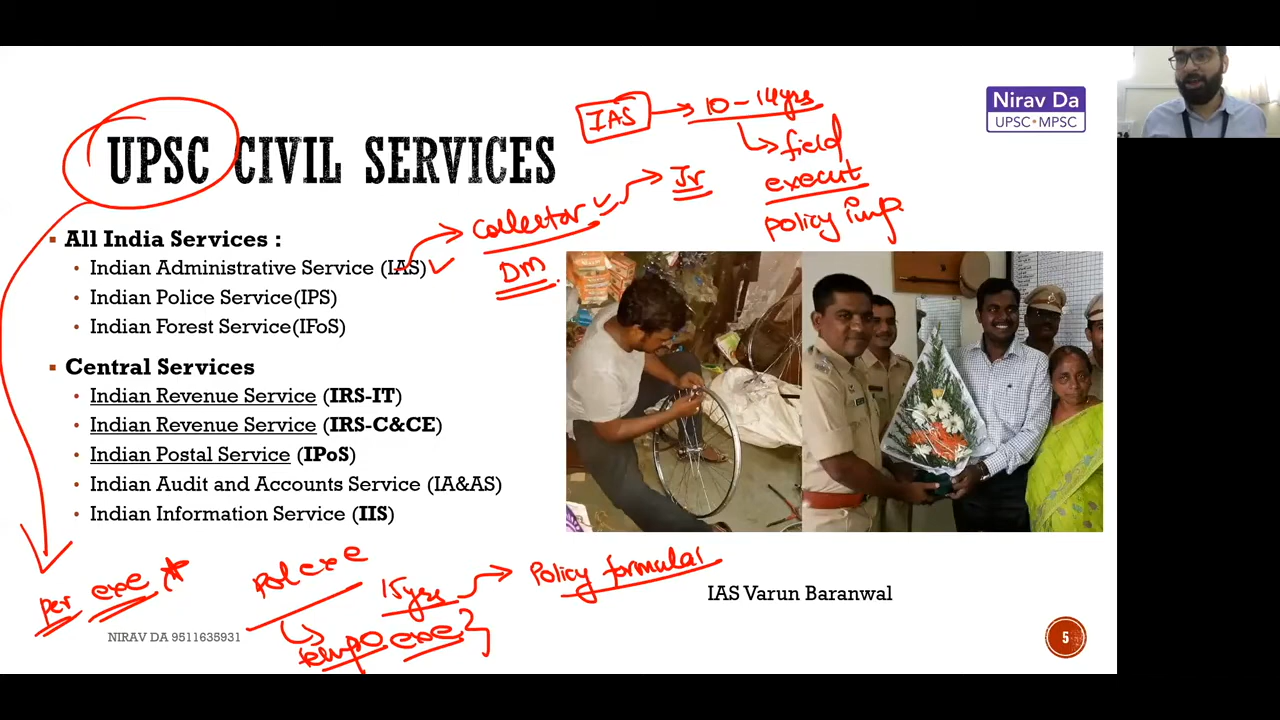 Nirav Da
UPSC•MPSC
IAS → 10 - 14yrs
→ field
execut
policy imp
UPSC CIVIL SERVICES
Collector ✓ → Jr
DM
▪ All India Services :
• Indian Administrative Service (IAS) ✓
• Indian Police Service(IPS)
• Indian Forest Service(IFoS)
▪ Central Services
• Indian Revenue Service (IRS-IT)
• Indian Revenue Service (IRS-C&CE)
• Indian Postal Service (IPoS)
• Indian Audit and Accounts Service (IA&AS)
• Indian Information Service (IIS)
per exe
Pol exe
15yrs → Policy formulat
tempo exe
IAS Varun Baranwal
NIRAV DA 9511635931
5